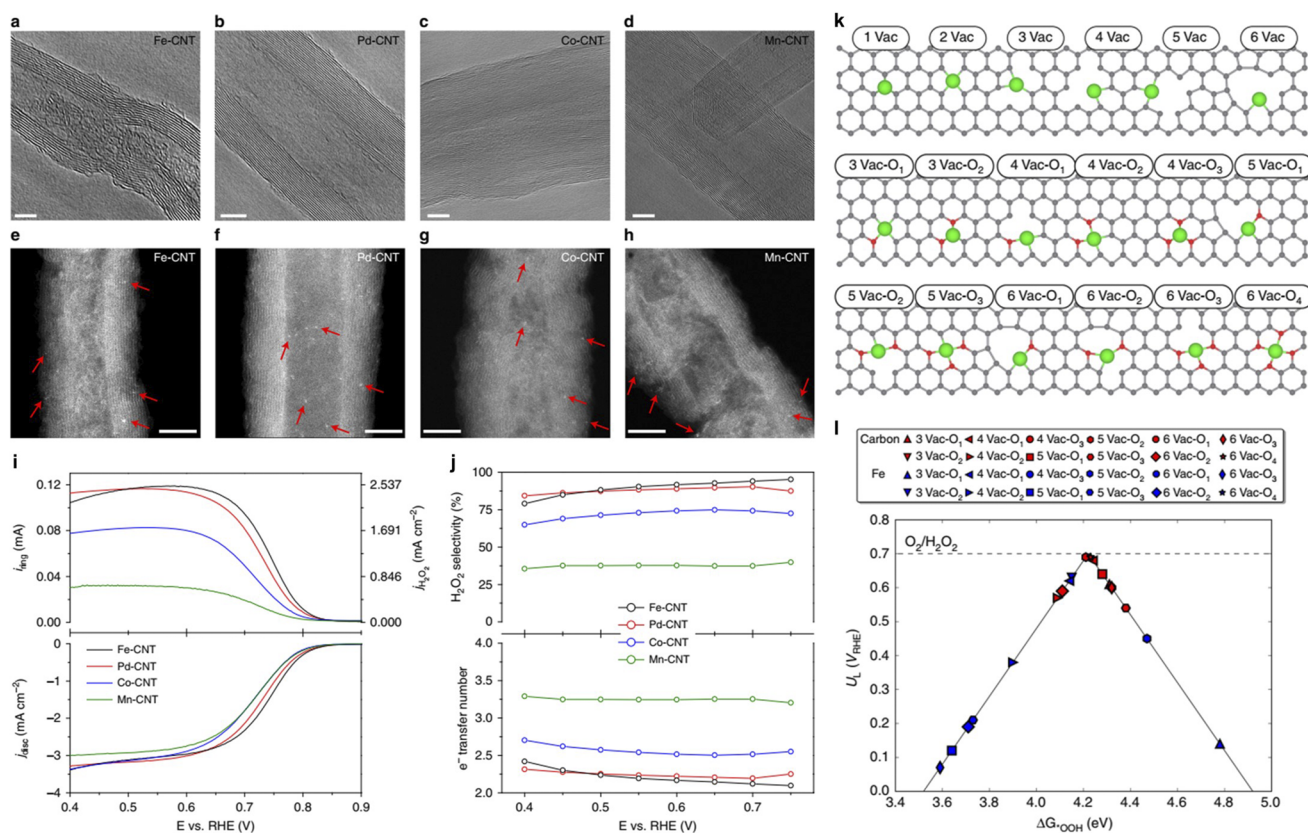 a
b
c
d
Fe-CNT
Pd-CNT
Co-CNT
Mn-CNT
e
f
g
h
Fe-CNT
Pd-CNT
Co-CNT
Mn-CNT
i
0.12
0.08
0.04
0.00
i_ring (mA)
2.537
1.691
0.846
0.000
j_H₂O₂ (mA cm⁻²)
Fe-CNT
Pd-CNT
Co-CNT
Mn-CNT
0
−1
−2
−3
−4
j_disc (mA cm⁻²)
0.4 0.5 0.6 0.7 0.8 0.9
E vs. RHE (V)
j
100
75
50
25
0
H₂O₂ selectivity (%)
Fe-CNT
Pd-CNT
Co-CNT
Mn-CNT
4.0
3.5
3.0
2.5
2.0
e⁻ transfer number
0.4 0.5 0.6 0.7
E vs. RHE (V)
k
1 Vac 2 Vac 3 Vac 4 Vac 5 Vac 6 Vac
3 Vac-O₁ 3 Vac-O₂ 4 Vac-O₁ 4 Vac-O₂ 4 Vac-O₃ 5 Vac-O₁
5 Vac-O₂ 5 Vac-O₃ 6 Vac-O₁ 6 Vac-O₂ 6 Vac-O₃ 6 Vac-O₄
l
Carbon 3 Vac-O₁ 4 Vac-O₁ 4 Vac-O₃ 5 Vac-O₂ 6 Vac-O₁ 6 Vac-O₃
3 Vac-O₂ 4 Vac-O₂ 5 Vac-O₁ 5 Vac-O₃ 6 Vac-O₂ 6 Vac-O₄
Fe 3 Vac-O₁ 4 Vac-O₁ 4 Vac-O₃ 5 Vac-O₂ 6 Vac-O₁ 6 Vac-O₃
3 Vac-O₂ 4 Vac-O₂ 5 Vac-O₁ 5 Vac-O₃ 6 Vac-O₂ 6 Vac-O₄
O₂/H₂O₂
0.8
0.7
0.6
0.5
0.4
0.3
0.2
0.1
0.0
U_L (V_RHE)
3.4 3.6 3.8 4.0 4.2 4.4 4.6 4.8 5.0
ΔG*OOH (eV)